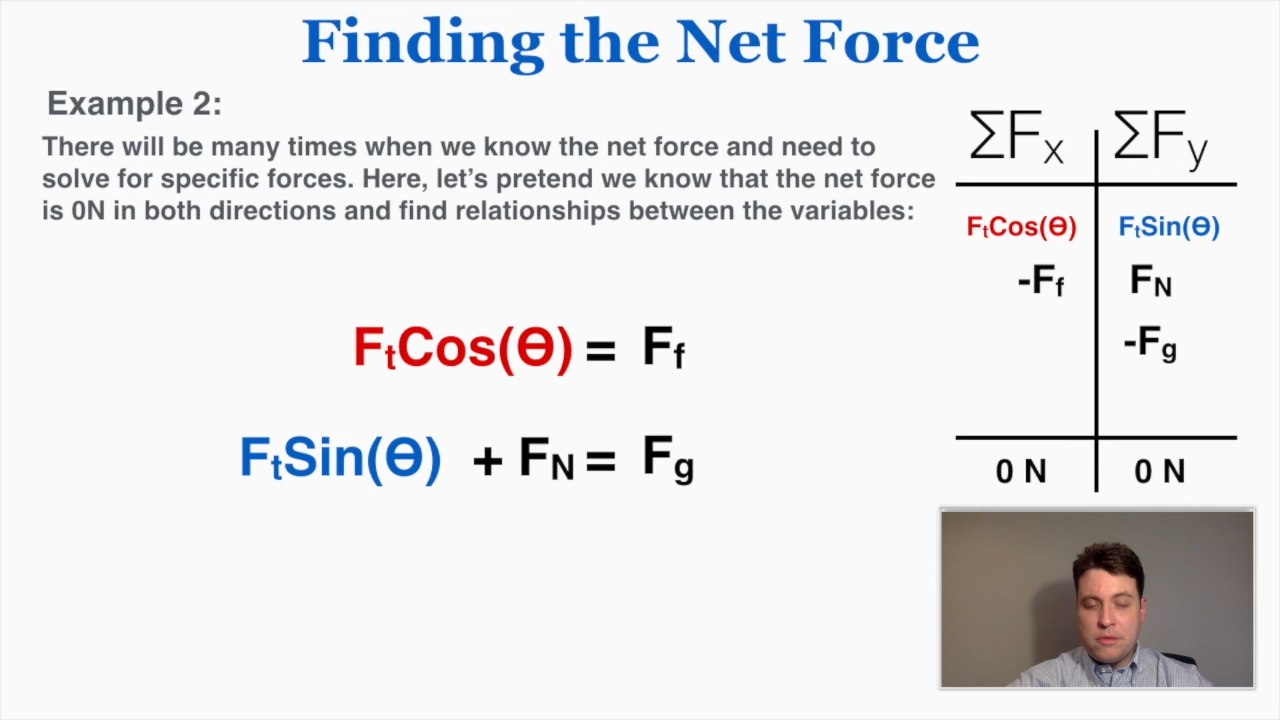 Finding the Net Force
Example 2:
There will be many times when we know the net force and need to
solve for specific forces. Here, let’s pretend we know that the net force
is 0N in both directions and find relationships between the variables:
FₜCos(Ɵ) = Ff
FₜSin(Ɵ) + FN = Fg
ΣFₓ ΣFy
FₜCos(Ɵ) FₜSin(Ɵ)
-Ff FN
-Fg
0 N 0 N